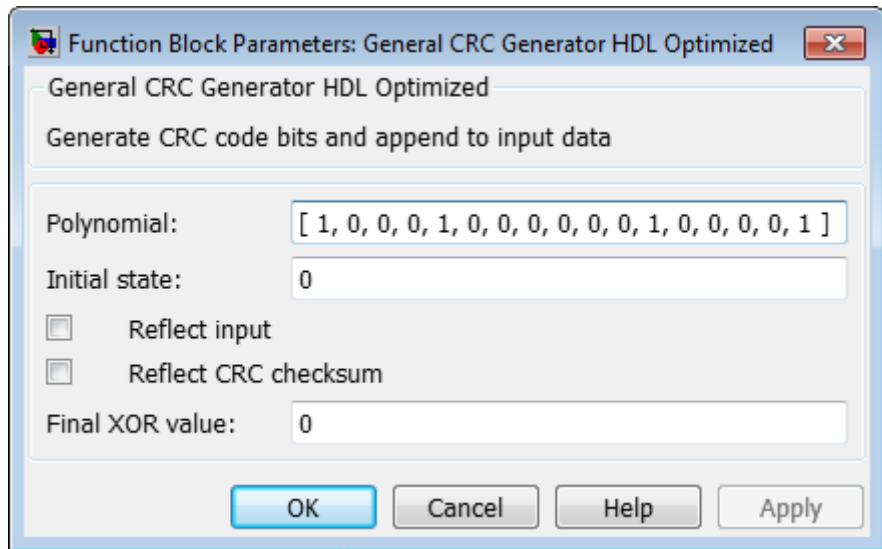 Function Block Parameters: General CRC Generator HDL Optimized
General CRC Generator HDL Optimized
Generate CRC code bits and append to input data
Polynomial: [ 1, 0, 0, 0, 1, 0, 0, 0, 0, 0, 0, 1, 0, 0, 0, 0, 1 ]
Initial state: 0
Reflect input
Reflect CRC checksum
Final XOR value: 0
OK Cancel Help Apply